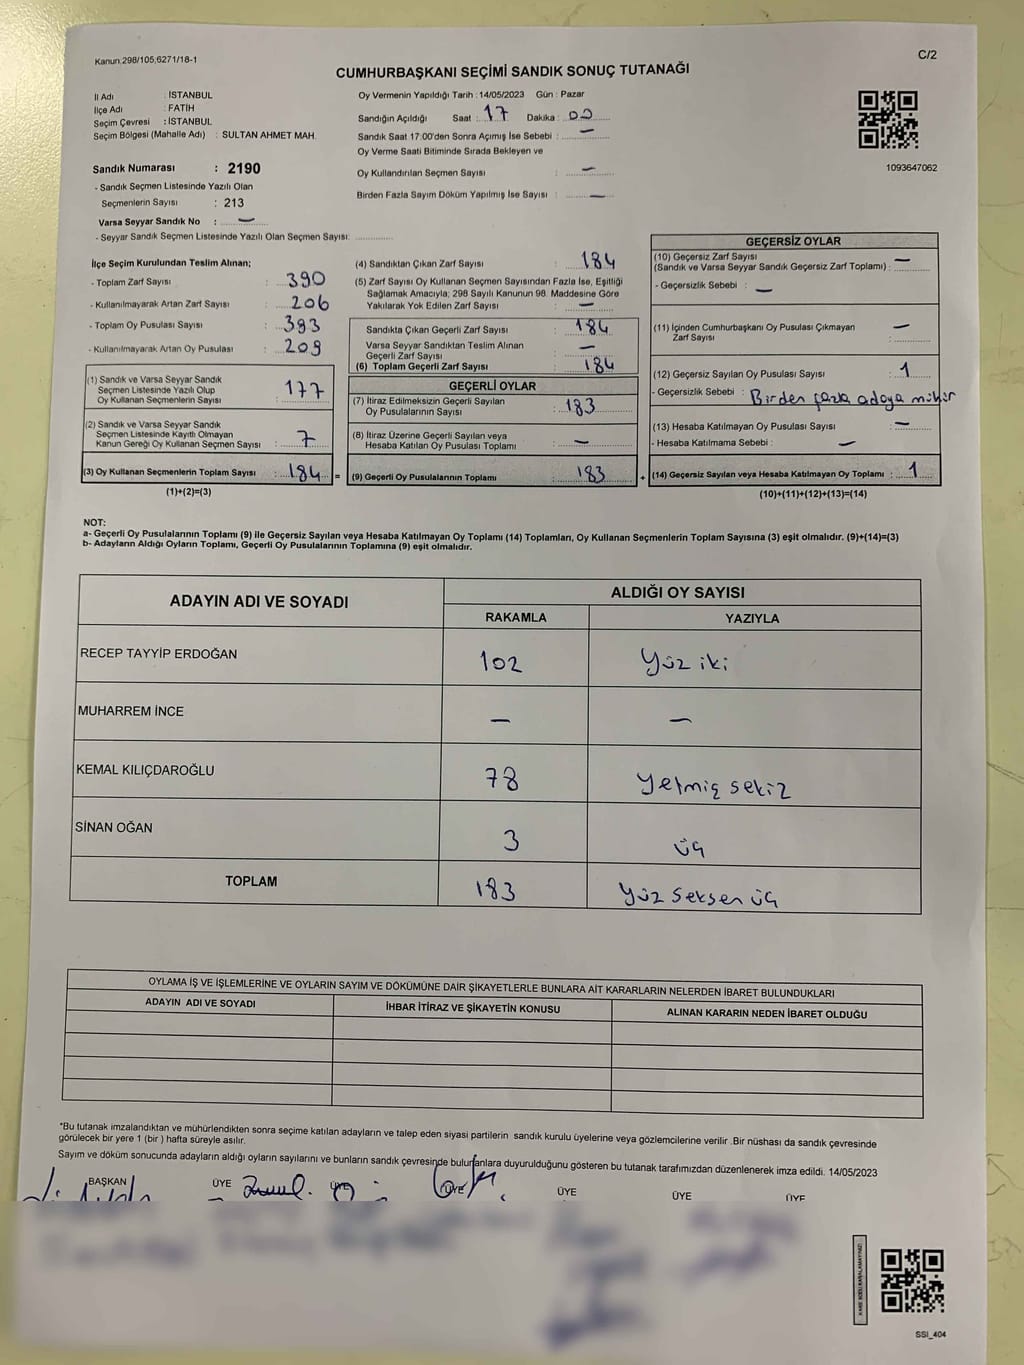 Kanun 298/105,6271/18-1
C/2
CUMHURBAŞKANI SEÇİMİ SANDIK SONUÇ TUTANAĞI
İl Adı : İSTANBUL
İlçe Adı : FATİH
Seçim Çevresi : İSTANBUL
Seçim Bölgesi (Mahalle Adı) : SULTAN AHMET MAH.
Sandık Numarası : 2190
- Sandık Seçmen Listesinde Yazılı Olan
Seçmenlerin Sayısı : 213
Varsa Seyyar Sandık No : —
- Seyyar Sandık Seçmen Listesinde Yazılı Olan Seçmen Sayısı:
Oy Vermenin Yapıldığı Tarih : 14/05/2023 Gün : Pazar
Sandığın Açıldığı Saat : 17 Dakika : 00
Sandık Saat 17:00'den Sonra Açımış İse Sebebi : —
Oy Verme Saati Bitiminde Sırada Bekleyen ve
Oy Kullandırılan Seçmen Sayısı : —
Birden Fazla Sayım Döküm Yapılmış İse Sayısı : —
1093647062
İlçe Seçim Kurulundan Teslim Alınan;
- Toplam Zarf Sayısı : 390
- Kullanılmayarak Artan Zarf Sayısı : 206
- Toplam Oy Pusulası Sayısı : 393
- Kullanılmayarak Artan Oy Pusulası : 209
(1) Sandık ve Varsa Seyyar Sandık
Seçmen Listesinde Yazılı Olup
Oy Kullanan Seçmenlerin Sayısı : 177
(2) Sandık ve Varsa Seyyar Sandık
Seçmen Listesinde Kayıtlı Olmayan
Kanun Gereği Oy Kullanan Seçmen Sayısı : 7
(3) Oy Kullanan Seçmenlerin Toplam Sayısı : 184 =
(1)+(2)=(3)
(4) Sandıktan Çıkan Zarf Sayısı : 184
(5) Zarf Sayısı Oy Kullanan Seçmen Sayısından Fazla İse, Eşitliği
Sağlamak Amacıyla; 298 Sayılı Kanunun 98. Maddesine Göre
Yakılarak Yok Edilen Zarf Sayısı : —
Sandıkta Çıkan Geçerli Zarf Sayısı : 184
Varsa Seyyar Sandıktan Teslim Alınan
Geçerli Zarf Sayısı : —
(6) Toplam Geçerli Zarf Sayısı : 184
GEÇERLİ OYLAR
(7) İtiraz Edilmeksizin Geçerli Sayılan
Oy Pusulalarının Sayısı : 183
(8) İtiraz Üzerine Geçerli Sayılan veya
Hesaba Katılan Oy Pusulası Toplamı : —
(9) Geçerli Oy Pusulalarının Toplamı : 183 +
GEÇERSİZ OYLAR
(10) Geçersiz Zarf Sayısı
(Sandık ve Varsa Seyyar Sandık Geçersiz Zarf Toplamı) : —
- Geçersizlik Sebebi : —
(11) İçinden Cumhurbaşkanı Oy Pusulası Çıkmayan
Zarf Sayısı : —
(12) Geçersiz Sayılan Oy Pusulası Sayısı : 1
- Geçersizlik Sebebi : Birden fazla adaya mühür
(13) Hesaba Katılmayan Oy Sayısı : —
- Hesaba Katılmama Sebebi : —
(14) Geçersiz Sayılan veya Hesaba Katılmayan Oy Toplamı : 1
(10)+(11)+(12)+(13)=(14)
NOT:
a- Geçerli Oy Pusulalarının Toplamı (9) ile Geçersiz Sayılan veya Hesaba Katılmayan Oy Toplamı (14) Toplamları, Oy Kullanan Seçmenlerin Toplam Sayısına (3) eşit olmalıdır. (9)+(14)=(3)
b- Adayların Aldığı Oyların Toplamı, Geçerli Oy Pusulalarının Toplamına (9) eşit olmalıdır.
ADAYIN ADI VE SOYADI
ALDIĞI OY SAYISI
RAKAMLA YAZIYLA
RECEP TAYYİP ERDOĞAN 102 Yüz iki
MUHARREM İNCE — —
KEMAL KILIÇDAROĞLU 78 Yetmiş sekiz
SİNAN OĞAN 3 üç
TOPLAM 183 Yüz seksen üç
OYLAMA İŞ VE İŞLEMLERİNE VE OYLARIN SAYIM VE DÖKÜMÜNE DAİR ŞİKAYETLERLE BUNLARA AİT KARARLARIN NELERDEN İBARET BULUNDUKLARI
ADAYIN ADI VE SOYADI İHBAR İTİRAZ VE ŞİKAYETİN KONUSU ALINAN KARARIN NEDEN İBARET OLDUĞU
*Bu tutanak imzalandıktan ve mühürlendikten sonra seçime katılan adayların ve talep eden siyasi partilerin sandık kurulu üyelerine veya gözlemcilerine verilir .Bir nüshası da sandık çevresinde
görülecek bir yere 1 (bir ) hafta süreyle asılır.
Sayım ve döküm sonucunda adayların aldığı oyların sayılarını ve bunların sandık çevresinde bulunanlara duyurulduğunu gösteren bu tutanak tarafımızdan düzenlenerek imza edildi. 14/05/2023
BAŞKAN ÜYE ÜYE ÜYE ÜYE ÜYE ÜYE
SSI_404